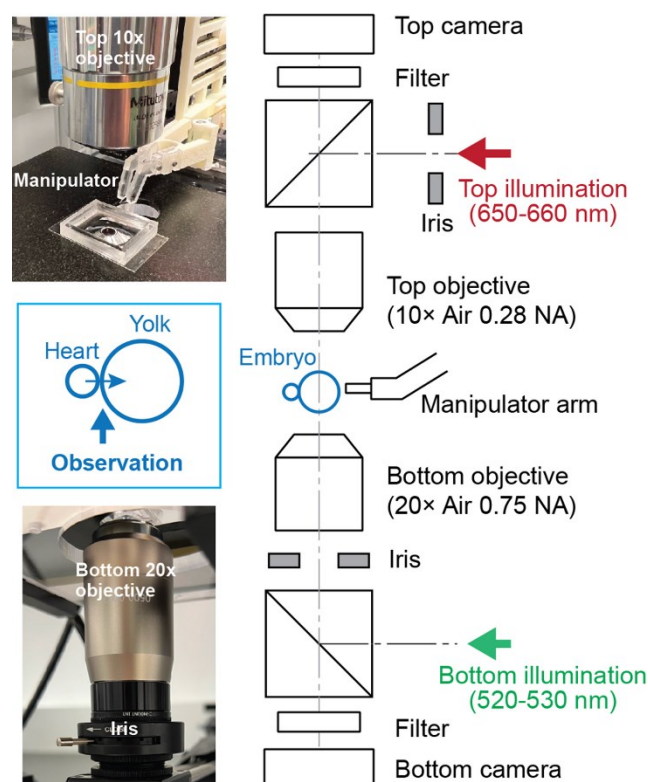 Top 10x
objective
Mitutoyo
Manipulator
Top camera
Filter
Top illumination
(650-660 nm)
Iris
Top objective
(10× Air 0.28 NA)
Yolk
Heart
Observation
Embryo
Manipulator arm
Bottom objective
(20× Air 0.75 NA)
Iris
Bottom 20x
objective
Iris
Bottom illumination
(520-530 nm)
Filter
Bottom camera